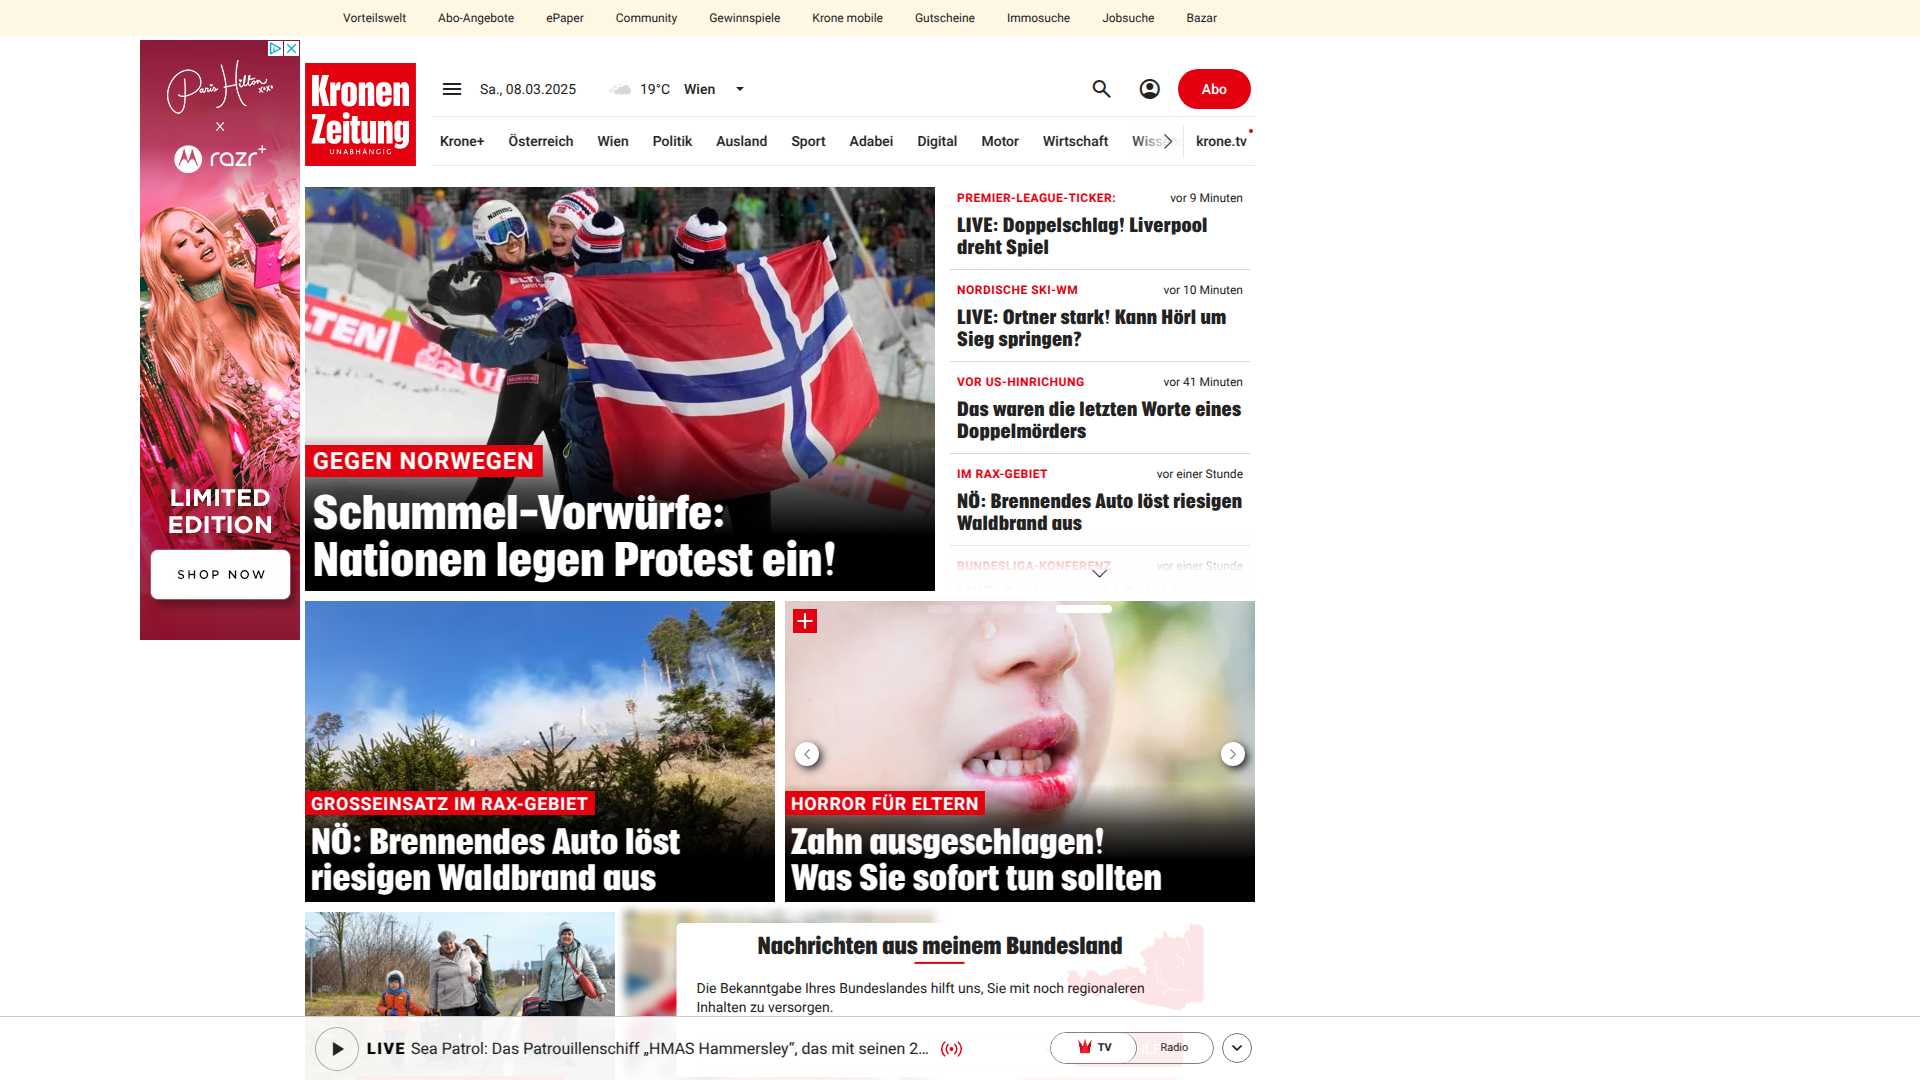 Vorteilswelt
Abo-Angebote
ePaper
Community
Gewinnspiele
Krone mobile
Gutscheine
Immosuche
Jobsuche
Bazar
Paris Hilton
xoxo
X
razr+
LIMITED
EDITION
SHOP NOW
Kronen
Zeitung
UNABHÄNGIG
Sa., 08.03.2025
19°C Wien
Abo
Krone+
Österreich
Wien
Politik
Ausland
Sport
Adabei
Digital
Motor
Wirtschaft
krone.tv
GEGEN NORWEGEN
Schummel-Vorwürfe:
Nationen legen Protest ein!
PREMIER-LEAGUE-TICKER: vor 9 Minuten
LIVE: Doppelschlag! Liverpool
dreht Spiel
NORDISCHE SKI-WM vor 10 Minuten
LIVE: Ortner stark! Kann Hörl um
Sieg springen?
VOR US-HINRICHUNG vor 41 Minuten
Das waren die letzten Worte eines
Doppelmörders
IM RAX-GEBIET vor einer Stunde
NÖ: Brennendes Auto löst riesigen
Waldbrand aus
BUNDESLIGA-KONFERENZ vor einer Stunde
GROSSEINSATZ IM RAX-GEBIET
NÖ: Brennendes Auto löst
riesigen Waldbrand aus
HORROR FÜR ELTERN
Zahn ausgeschlagen!
Was Sie sofort tun sollten
Nachrichten aus meinem Bundesland
Die Bekanntgabe Ihres Bundeslandes hilft uns, Sie mit noch regionaleren
Inhalten zu versorgen.
LIVE Sea Patrol: Das Patrouillenschiff „HMAS Hammersley“, das mit seinen 2...
TV
Radio